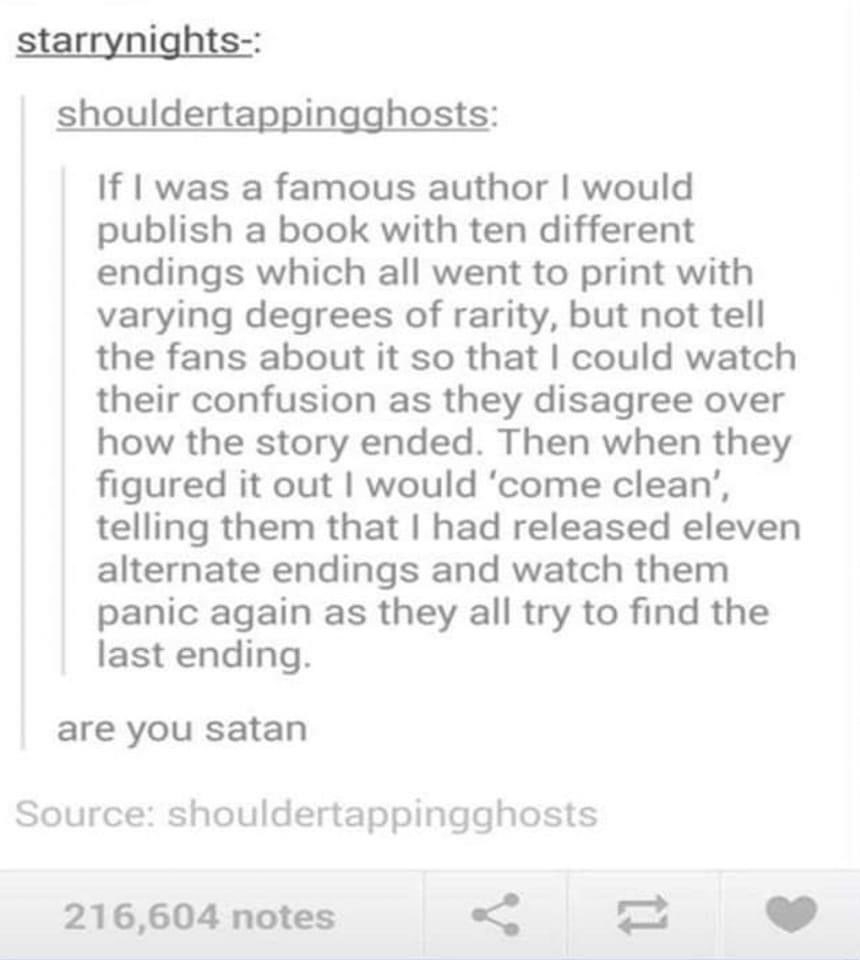 starrynights-:
shouldertappingghosts:
If I was a famous author I would
publish a book with ten different
endings which all went to print with
varying degrees of rarity, but not tell
the fans about it so that I could watch
their confusion as they disagree over
how the story ended. Then when they
figured it out I would ‘come clean’,
telling them that I had released eleven
alternate endings and watch them
panic again as they all try to find the
last ending.
are you satan
Source: shouldertappingghosts
216,604 notes